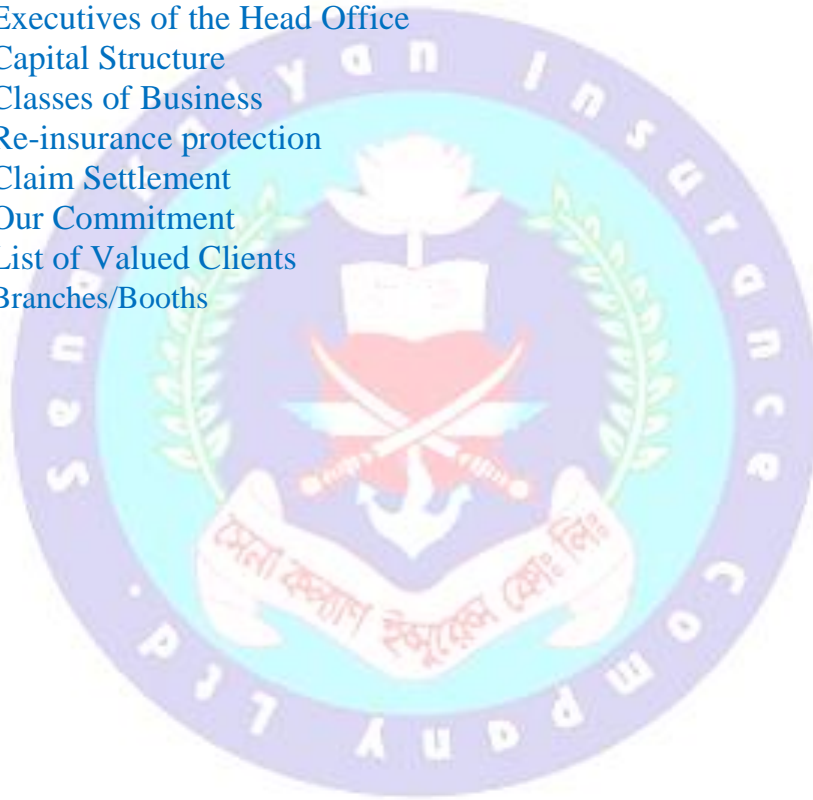 Executives of the Head Office
Capital Structure
Classes of Business
Re-insurance protection
Claim Settlement
Our Commitment
List of Valued Clients
Branches/Booths
Sena Kalyan Insurance Company Ltd.
সেনা কল্যাণ ইন্স্যুরেন্স কোঃ লিঃ